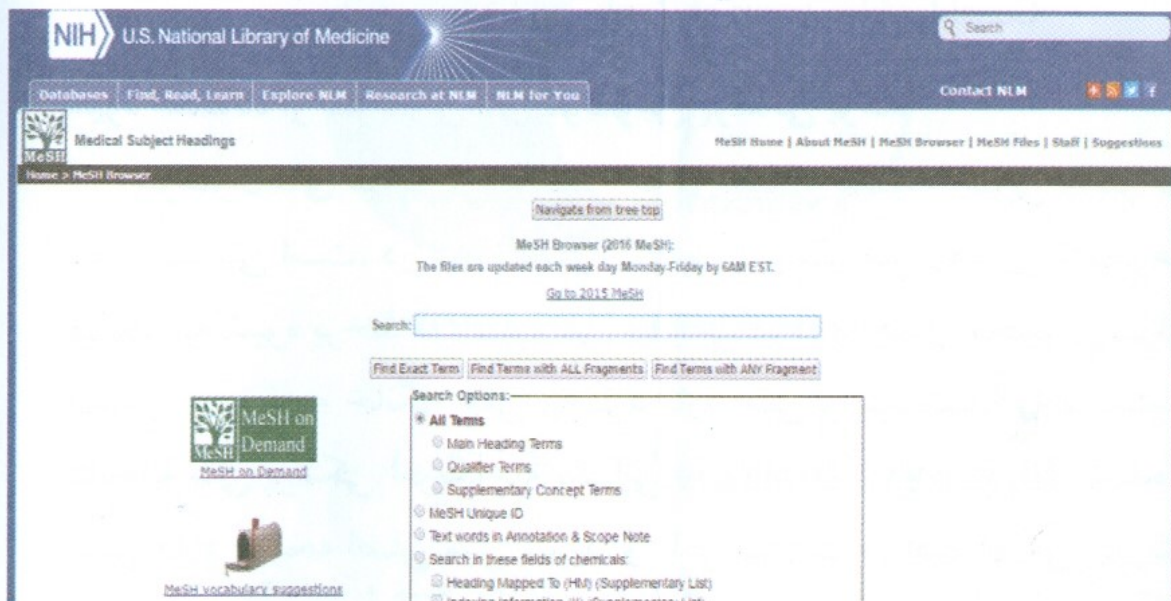 NIH U.S. National Library of Medicine
Search
Databases Find, Read, Learn Explore NLM Research at NLM NLM for You
Contact NLM
MeSH
Medical Subject Headings
MeSH Home | About MeSH | MeSH Browser | MeSH Files | Staff | Suggestions
Home > MeSH Browser
Navigate from tree top
MeSH Browser (2016 MeSH):
The files are updated each week day Monday-Friday by 6AM EST.
Go to 2015 MeSH
Search:
Find Exact Term Find Terms with ALL Fragments Find Terms with ANY Fragment
MeSH
MeSH on
Demand
MeSH on Demand
MeSH vocabulary suggestions
Search Options:
All Terms
Main Heading Terms
Qualifier Terms
Supplementary Concept Terms
MeSH Unique ID
Text words in Annotation & Scope Note
Search in these fields of chemicals:
Heading Mapped To (HM) (Supplementary List)
Indexing Information (II) (Supplementary List)